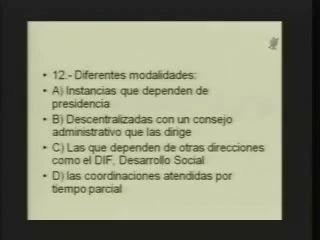 • 12.- Diferentes modalidades:
• A) Instancias que dependen de
presidencia
• B) Descentralizadas con un consejo
administrativo que las dirige
• C) Las que dependen de otras direcciones
como el DIF, Desarrollo Social
• D) las coordinaciones atendidas por
tiempo parcial